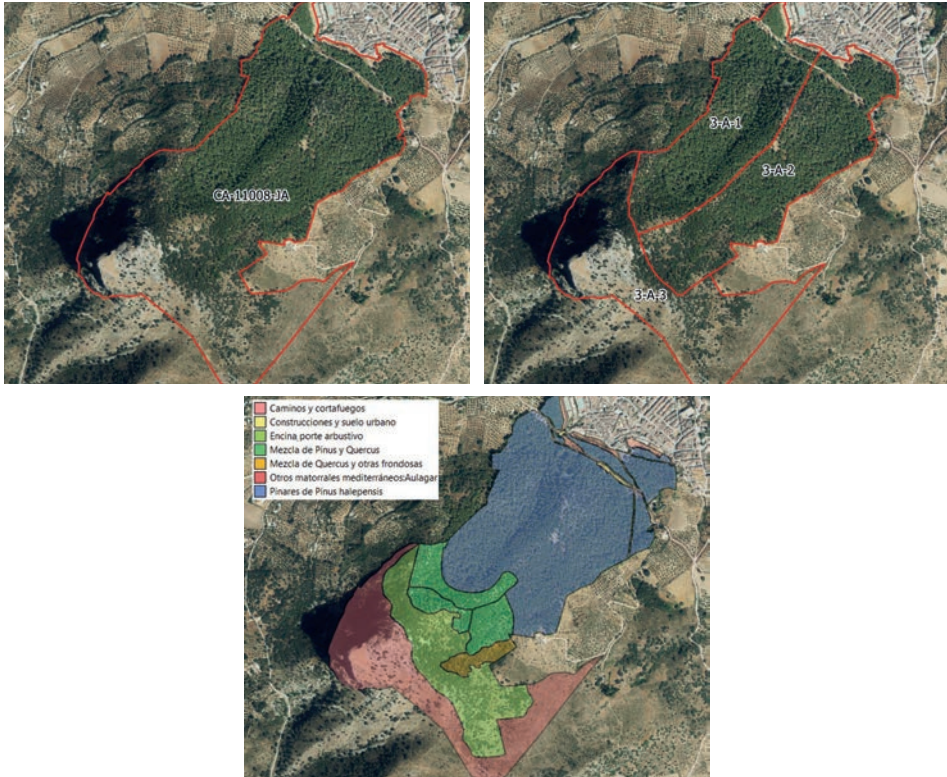 CA-11008-JA
3-A-1
3-A-2
3-A-3
Caminos y cortafuegos
Construcciones y suelo urbano
Encina porte arbustivo
Mezcla de Pinus y Quercus
Mezcla de Quercus y otras frondosas
Otros matorrales mediterráneos:Aulagar
Pinares de Pinus halepensis